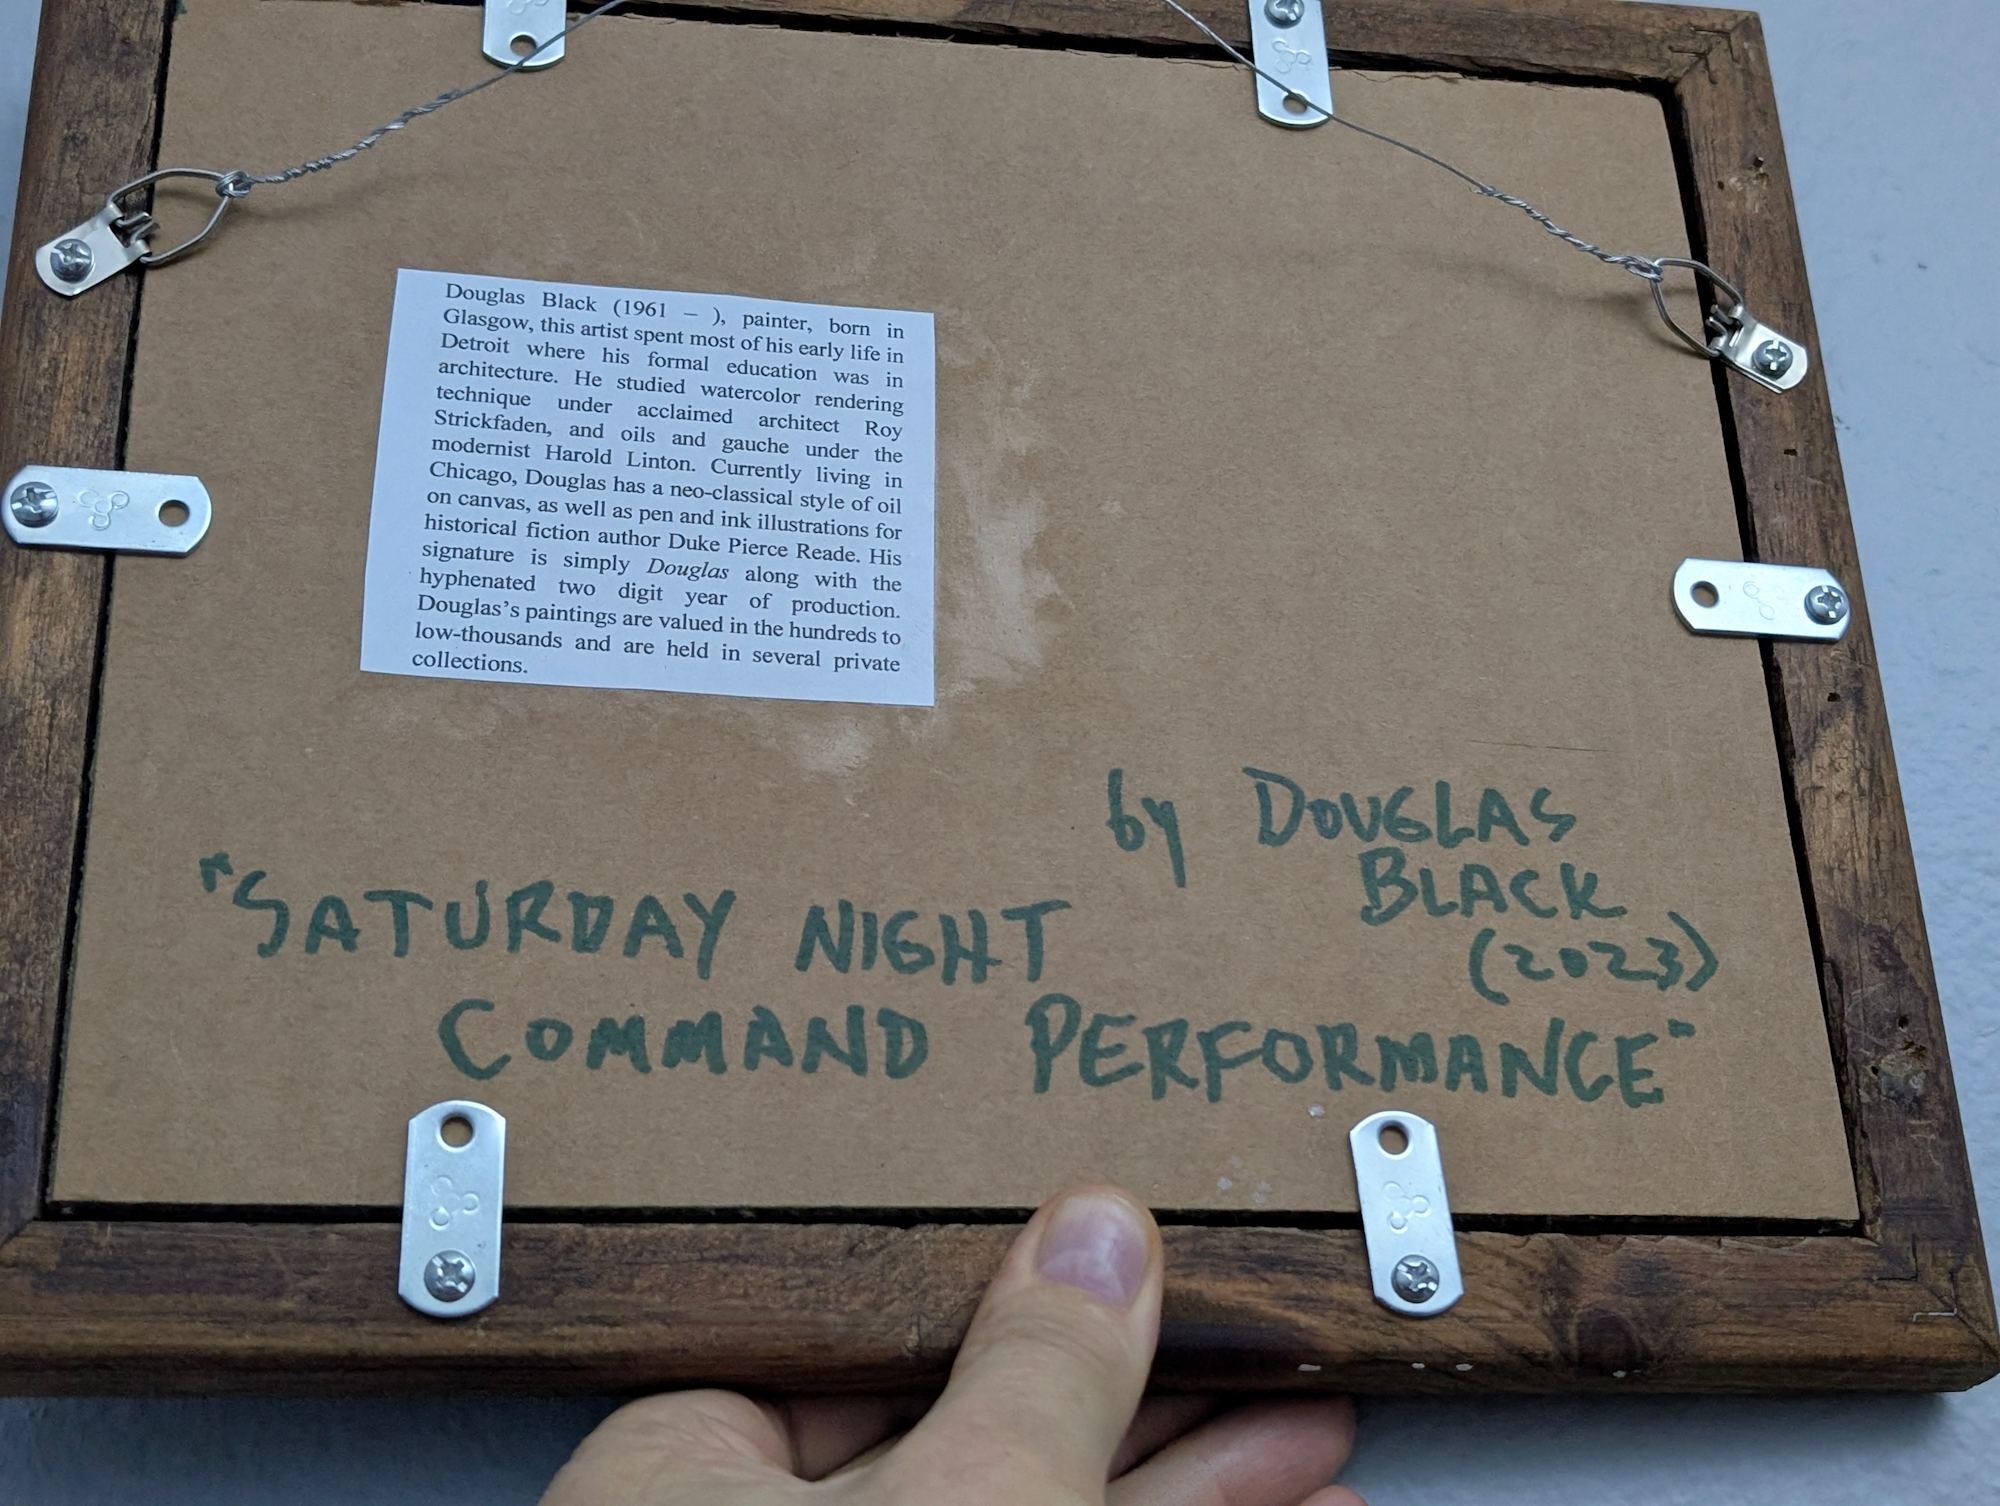 Douglas Black (1961 – ), painter, born in
Glasgow, this artist spent most of his early life in
Detroit where his formal education was in
architecture. He studied watercolor rendering
technique under acclaimed architect Roy
Strickfaden, and oils and gauche under the
modernist Harold Linton. Currently living in
Chicago, Douglas has a neo-classical style of oil
on canvas, as well as pen and ink illustrations for
historical fiction author Duke Pierce Reade. His
signature is simply Douglas along with the
hyphenated two digit year of production.
Douglas's paintings are valued in the hundreds to
low-thousands and are held in several private
collections.
by DOUGLAS
BLACK
(2023)
"SATURDAY NIGHT
COMMAND PERFORMANCE"